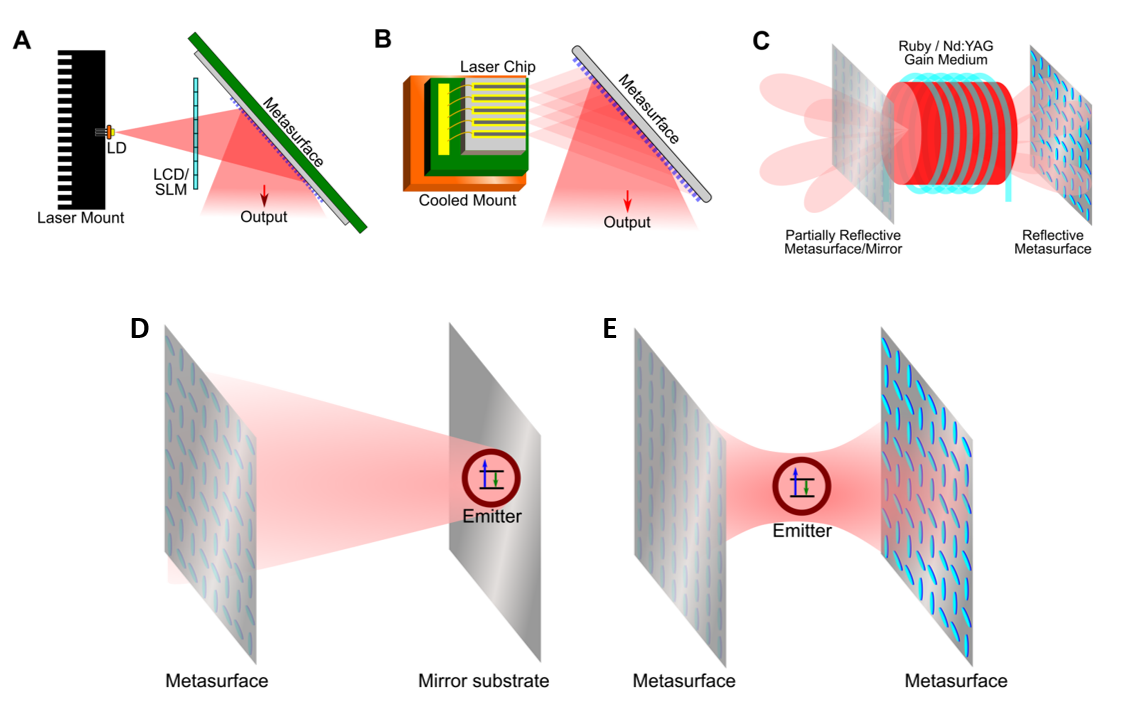 A
LD
Laser Mount
LCD/
SLM
Metasurface
Output
B
Laser Chip
Cooled Mount
Metasurface
Output
C
Ruby / Nd:YAG
Gain Medium
Partially Reflective
Metasurface/Mirror
Reflective
Metasurface
D
Emitter
Metasurface
Mirror substrate
E
Emitter
Metasurface
Metasurface